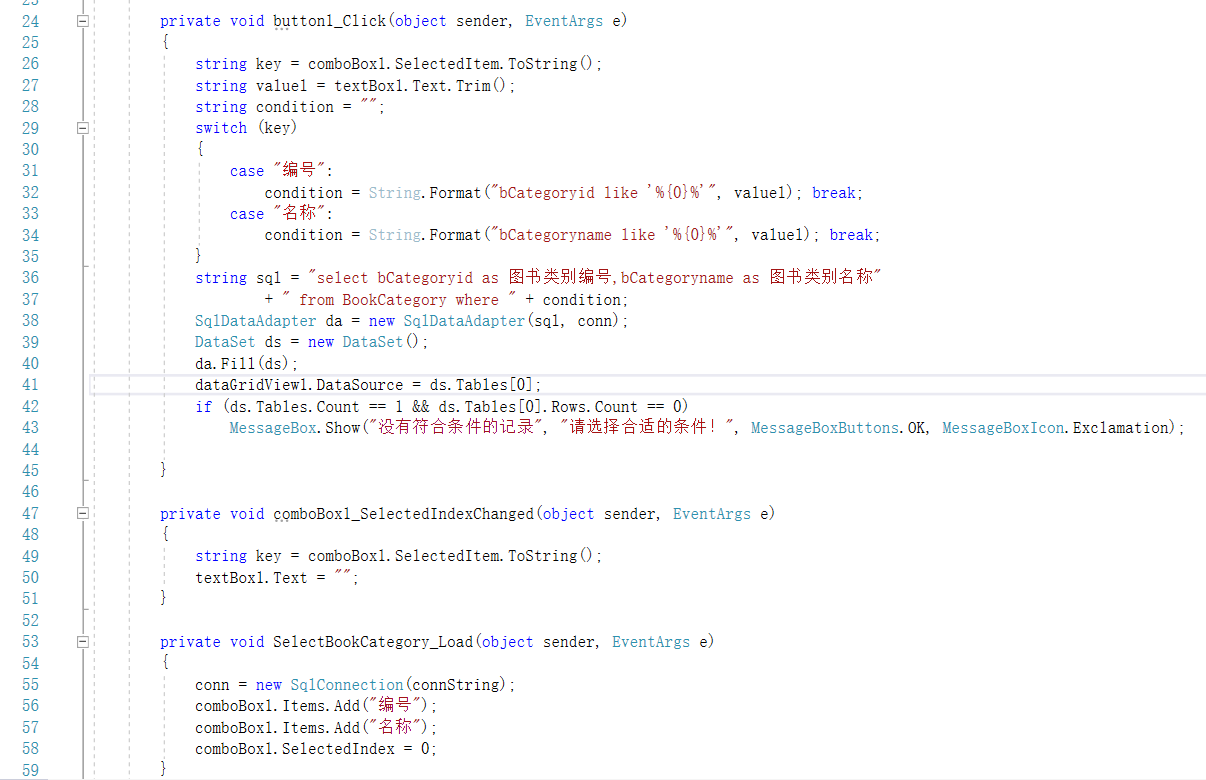 24 private void button1_Click(object sender, EventArgs e)
25 {
26 string key = comboBox1.SelectedItem.ToString();
27 string value1 = textBox1.Text.Trim();
28 string condition = "";
29 switch (key)
30 {
31 case "编号":
32 condition = String.Format("bCategoryid like '%{0}%'", value1); break;
33 case "名称":
34 condition = String.Format("bCategoryname like '%{0}%'", value1); break;
35 }
36 string sql = "select bCategoryid as 图书类别编号,bCategoryname as 图书类别名称"
37 + " from BookCategory where " + condition;
38 SqlDataAdapter da = new SqlDataAdapter(sql, conn);
39 DataSet ds = new DataSet();
40 da.Fill(ds);
41 dataGridView1.DataSource = ds.Tables[0];
42 if (ds.Tables.Count == 1 && ds.Tables[0].Rows.Count == 0)
43 MessageBox.Show("没有符合条件的记录", "请选择合适的条件！", MessageBoxButtons.OK, MessageBoxIcon.Exclamation);
44
45 }
46
47 private void comboBox1_SelectedIndexChanged(object sender, EventArgs e)
48 {
49 string key = comboBox1.SelectedItem.ToString();
50 textBox1.Text = "";
51 }
52
53 private void SelectBookCategory_Load(object sender, EventArgs e)
54 {
55 conn = new SqlConnection(connString);
56 comboBox1.Items.Add("编号");
57 comboBox1.Items.Add("名称");
58 comboBox1.SelectedIndex = 0;
59 }